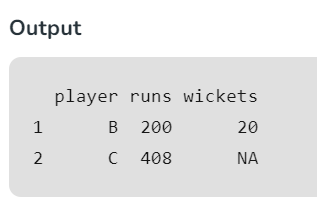 Output
player runs wickets
1 B 200 20
2 C 408 NA